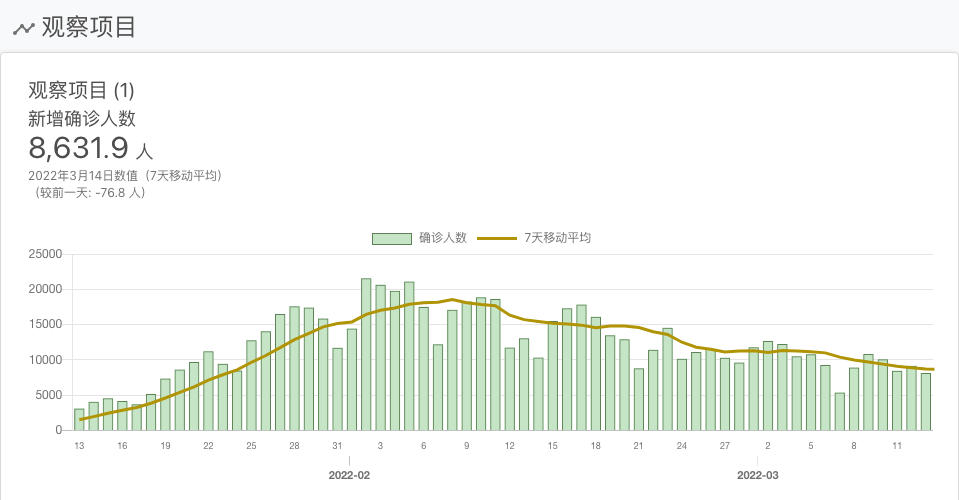 观察项目
观察项目 (1)
新增确诊人数
8,631.9 人
2022年3月14日数值（7天移动平均）
（较前一天: -76.8 人）
确诊人数 7天移动平均
25000
20000
15000
10000
5000
0
13 16 19 22 25 28 31 3 6 9 12 15 18 21 24 27 2 5 8 11
2022-02 2022-03